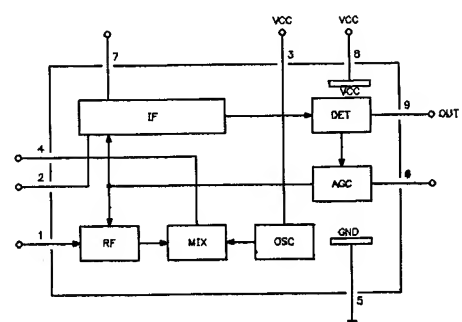 VCC VCC
7 3 8
VCC
IF DET 9 OUT
4
2 AGC 6
1 RF MIX OSC GND
5